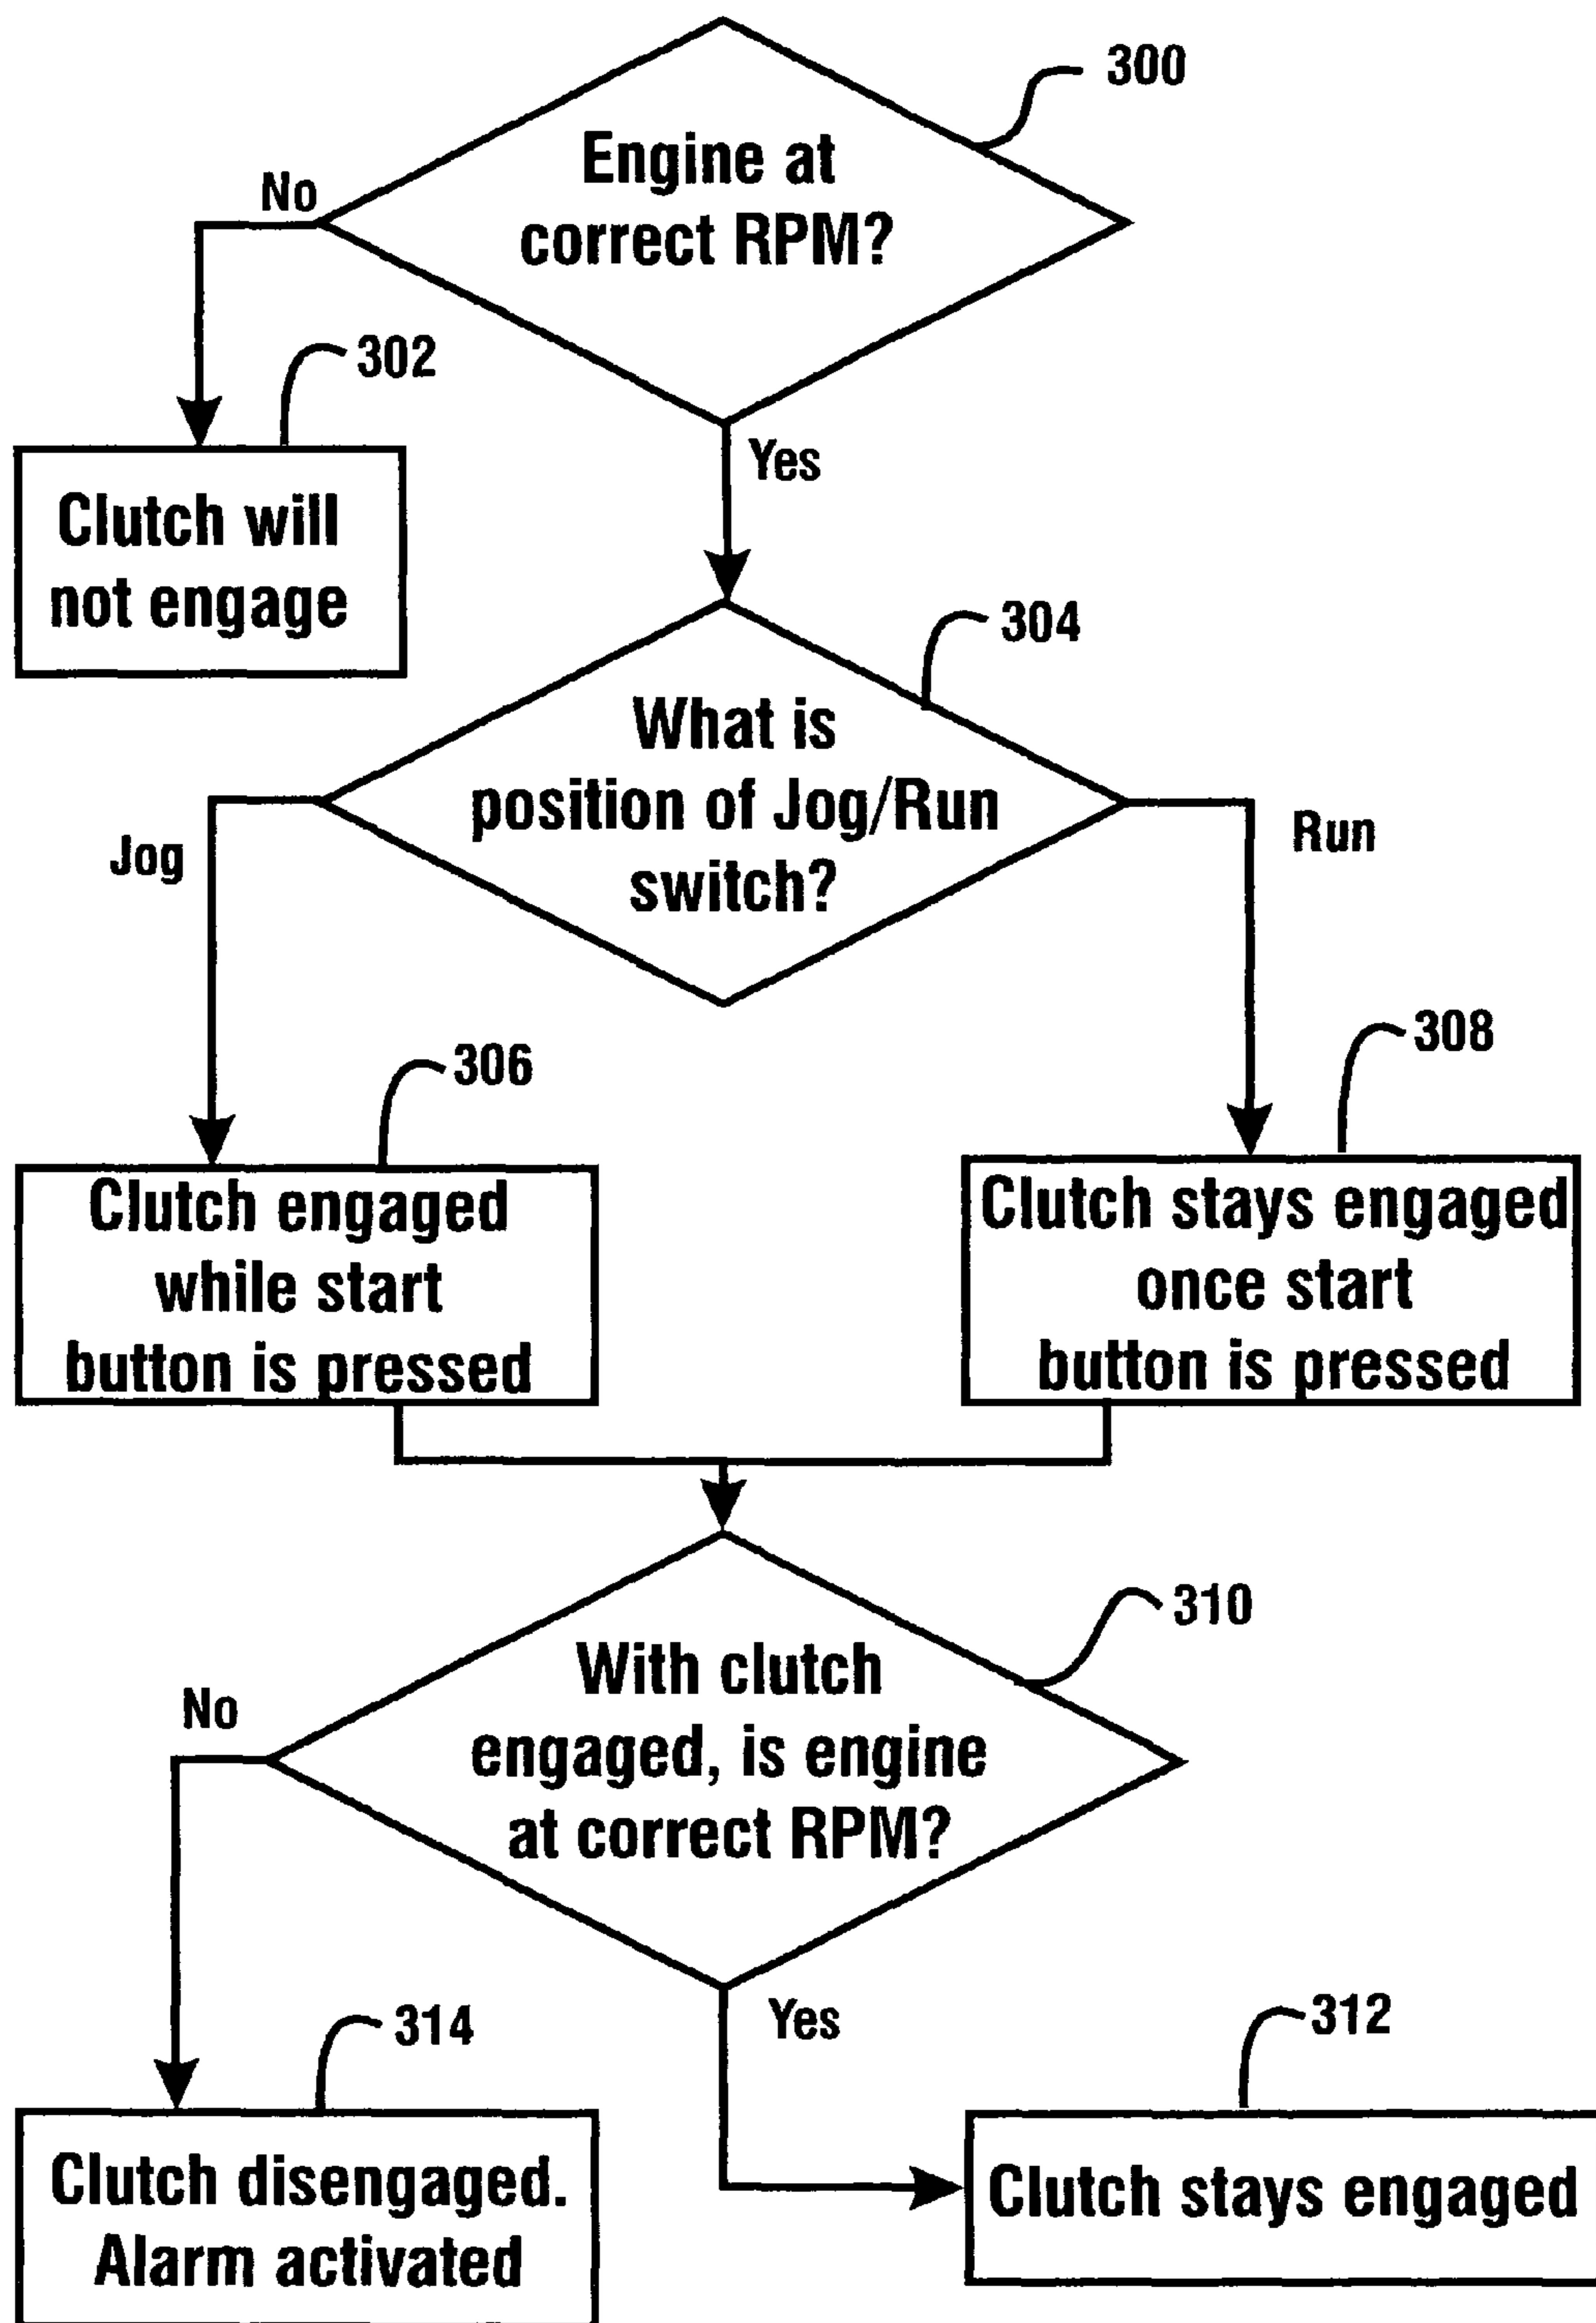 300
Engine at
correct RPM?
No
302
Yes
Clutch will
not engage
304
What is
position of Jog/Run
switch?
Jog
Run
306
308
Clutch engaged
while start
button is pressed
Clutch stays engaged
once start
button is pressed
310
With clutch
engaged, is engine
at correct RPM?
No
Yes
314
312
Clutch disengaged.
Alarm activated
Clutch stays engaged